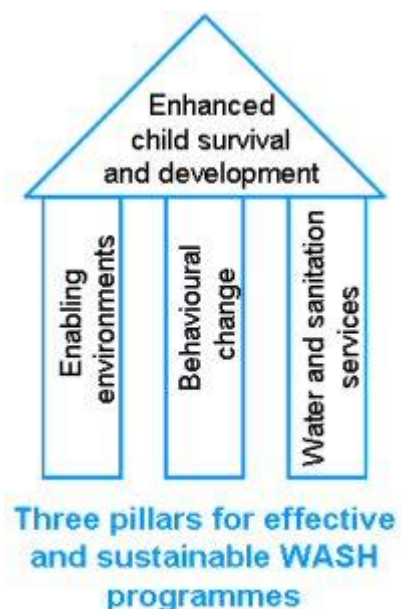 Enhanced
child survival
and development
Enabling
environments
Behavioural
change
Water and sanitation
services
Three pillars for effective
and sustainable WASH
programmes